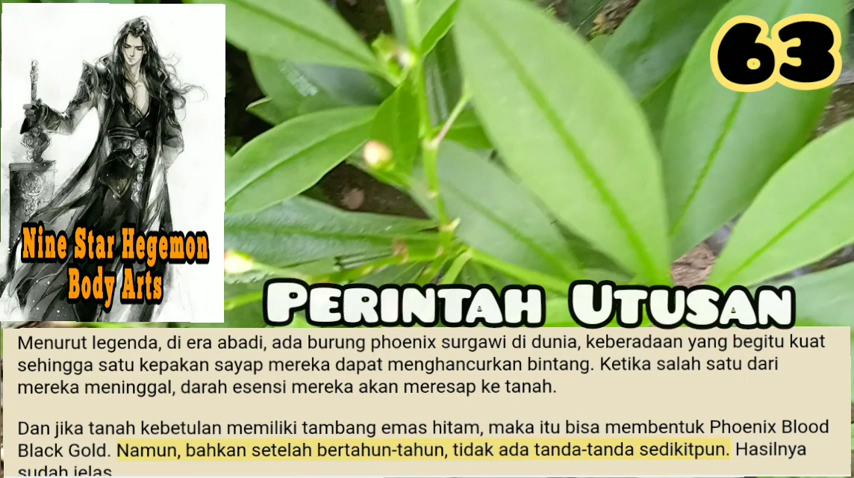 63
Nine Star Hegemon
Body Arts
PERINTAH UTUSAN
Menurut legenda, di era abadi, ada burung phoenix surgawi di dunia, keberadaan yang begitu kuat
sehingga satu kepakan sayap mereka dapat menghancurkan bintang. Ketika salah satu dari
mereka meninggal, darah esensi mereka akan meresap ke tanah.
Dan jika tanah kebetulan memiliki tambang emas hitam, maka itu bisa membentuk Phoenix Blood
Black Gold. Namun, bahkan setelah bertahun-tahun, tidak ada tanda-tanda sedikitpun. Hasilnya
sudah jelas